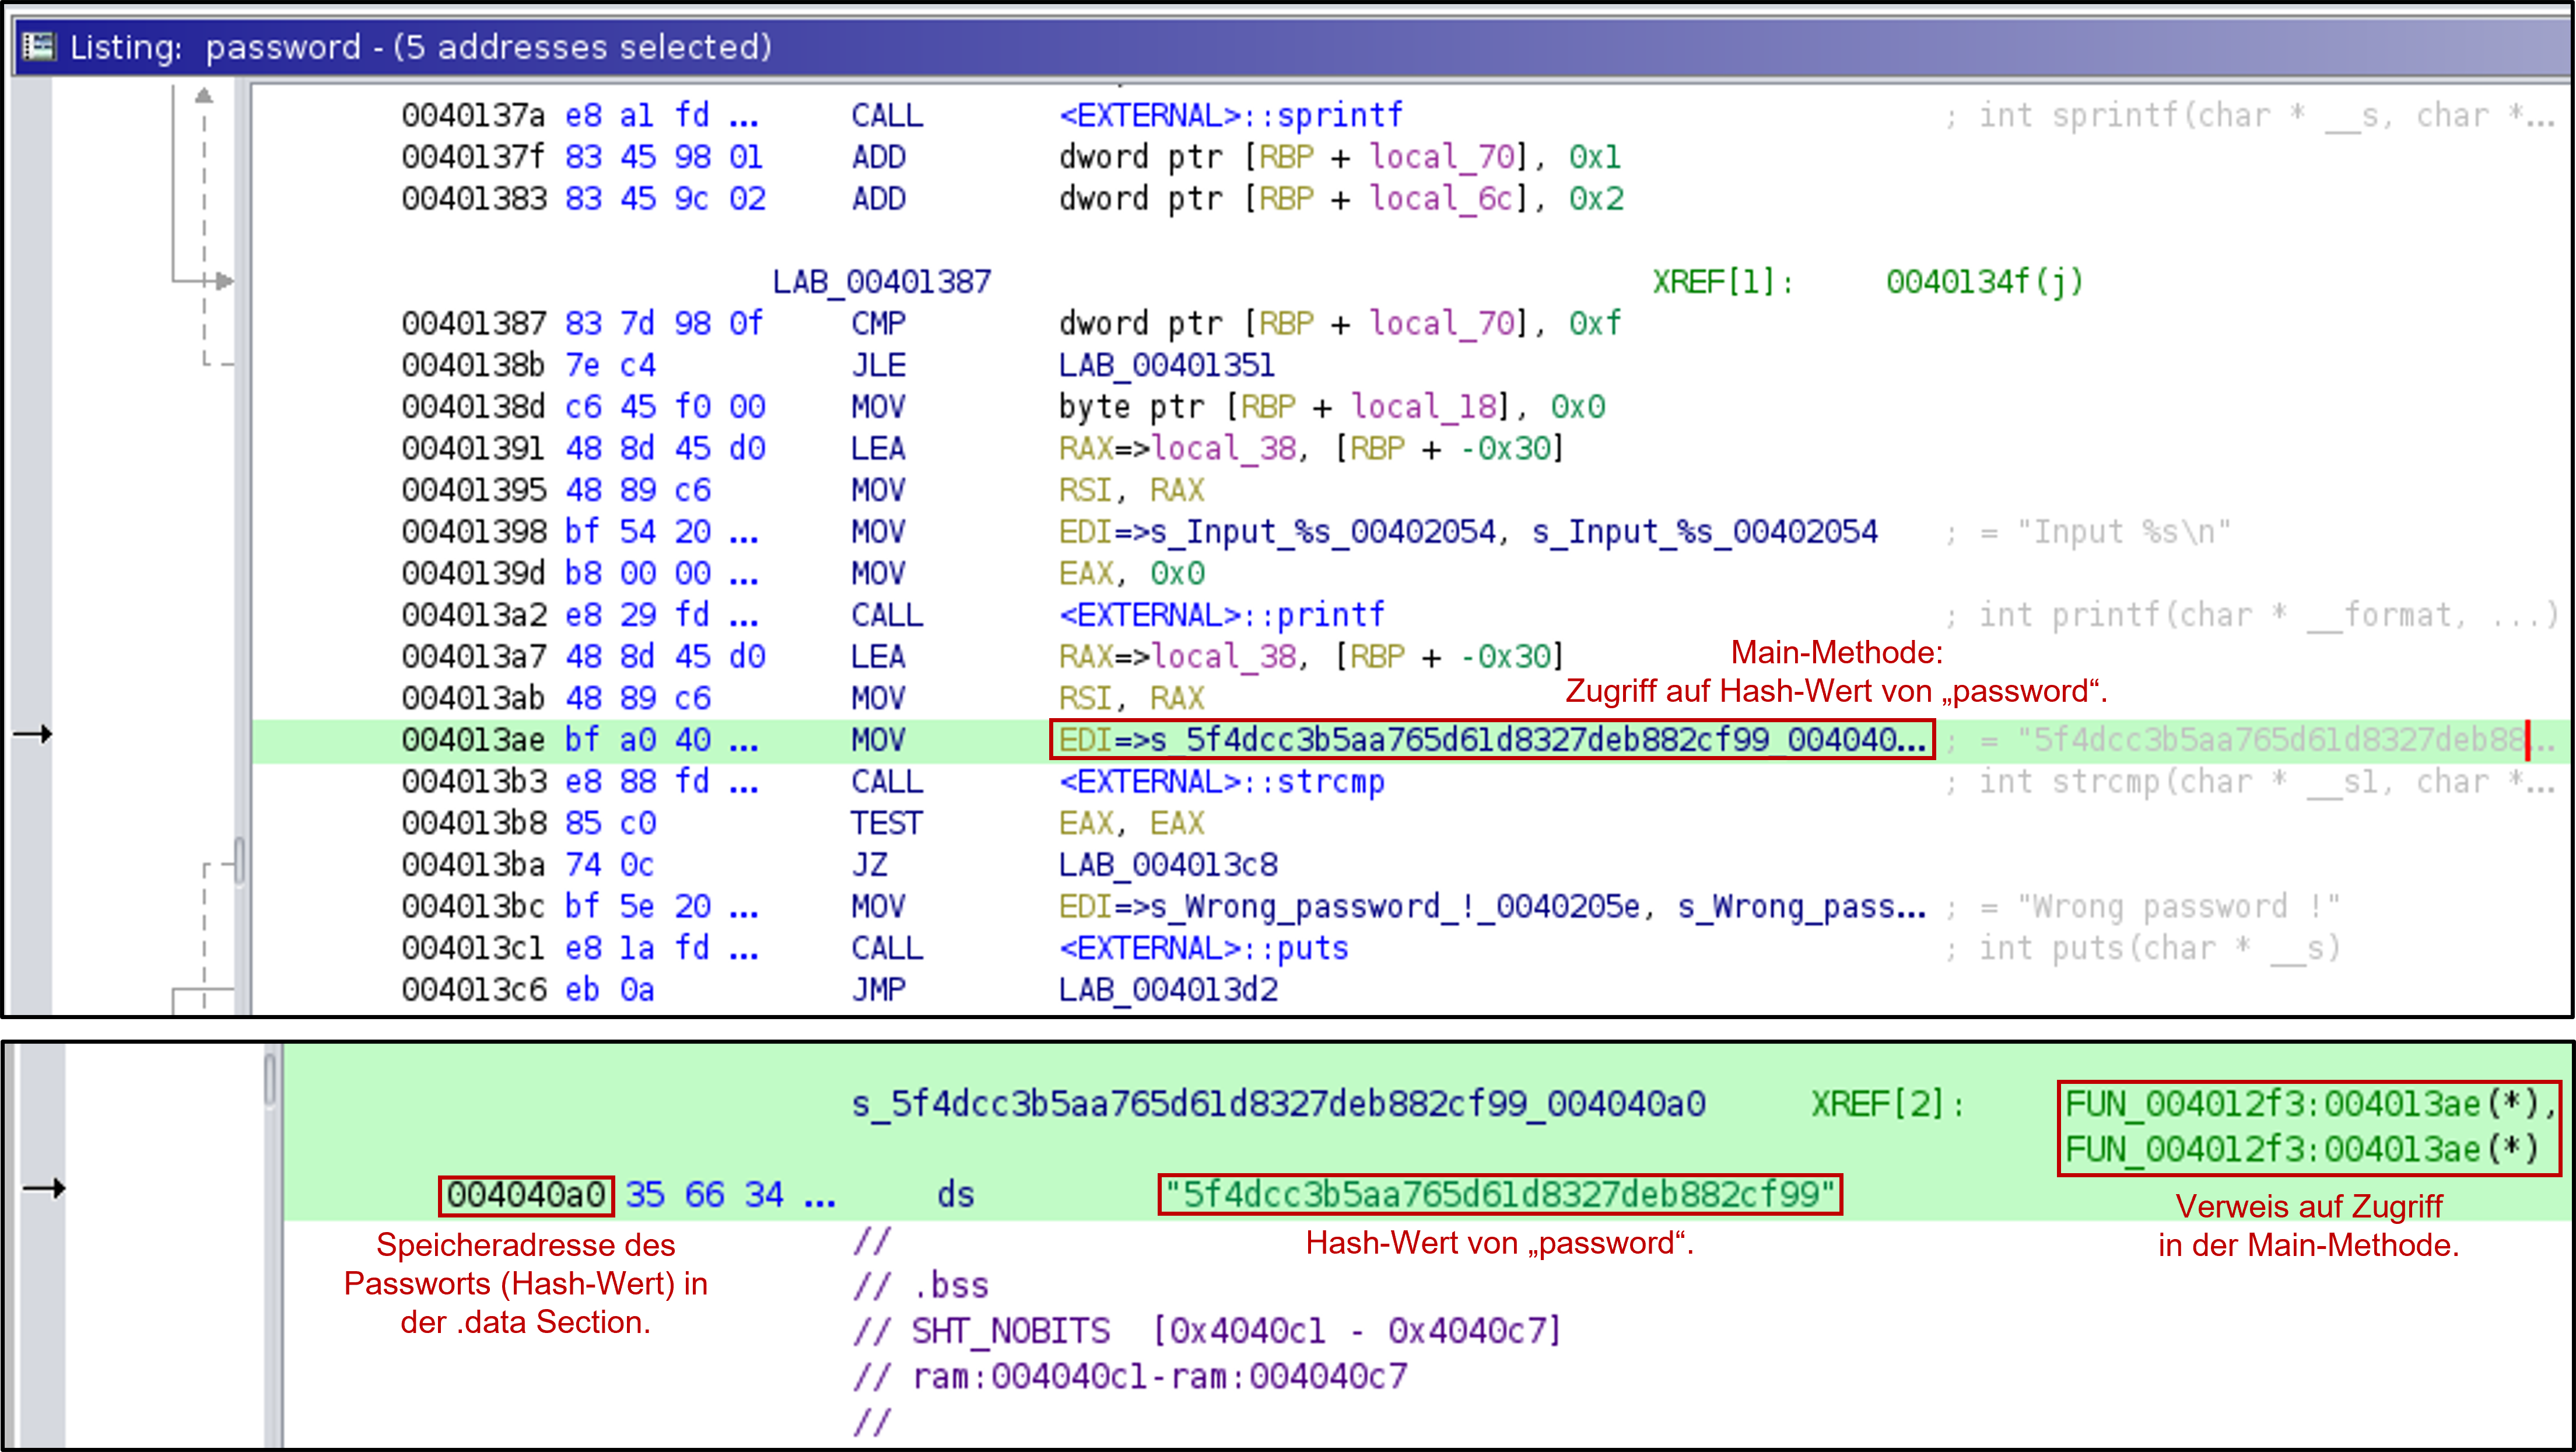 Listing: password - (5 addresses selected)
0040137a e8 a1 fd ... CALL <EXTERNAL>::sprintf ; int sprintf(char * __s, char *...
0040137f 83 45 98 01 ADD dword ptr [RBP + local_70], 0x1
00401383 83 45 9c 02 ADD dword ptr [RBP + local_6c], 0x2
LAB_00401387 XREF[1]: 0040134f(j)
00401387 83 7d 98 0f CMP dword ptr [RBP + local_70], 0xf
0040138b 7e c4 JLE LAB_00401351
0040138d c6 45 f0 00 MOV byte ptr [RBP + local_18], 0x0
00401391 48 8d 45 d0 LEA RAX=>local_38, [RBP + -0x30]
00401395 48 89 c6 MOV RSI, RAX
00401398 bf 54 20 ... MOV EDI=>s_Input_%s_00402054, s_Input_%s_00402054 ; = "Input %s\n"
0040139d b8 00 00 ... MOV EAX, 0x0
004013a2 e8 29 fd ... CALL <EXTERNAL>::printf ; int printf(char * __format, ...)
004013a7 48 8d 45 d0 LEA RAX=>local_38, [RBP + -0x30]
Main-Methode:
Zugriff auf Hash-Wert von „password“.
004013ab 48 89 c6 MOV RSI, RAX
004013ae bf a0 40 ... MOV EDI=>s_5f4dcc3b5aa765d61d8327deb882cf99_004040... ; = "5f4dcc3b5aa765d61d8327deb88...
004013b3 e8 88 fd ... CALL <EXTERNAL>::strcmp ; int strcmp(char * __s1, char *...
004013b8 85 c0 TEST EAX, EAX
004013ba 74 0c JZ LAB_004013c8
004013bc bf 5e 20 ... MOV EDI=>s_Wrong_password_!_0040205e, s_Wrong_pass... ; = "Wrong password !"
004013c1 e8 1a fd ... CALL <EXTERNAL>::puts ; int puts(char * __s)
004013c6 eb 0a JMP LAB_004013d2
s_5f4dcc3b5aa765d61d8327deb882cf99_004040a0 XREF[2]: FUN_004012f3:004013ae(*),
FUN_004012f3:004013ae(*)
004040a0 35 66 34 ... ds "5f4dcc3b5aa765d61d8327deb882cf99"
Verweis auf Zugriff
in der Main-Methode.
Hash-Wert von „password“.
Speicheradresse des
Passworts (Hash-Wert) in
der .data Section.
//
// .bss
// SHT_NOBITS [0x4040c1 - 0x4040c7]
// ram:004040c1-ram:004040c7
//